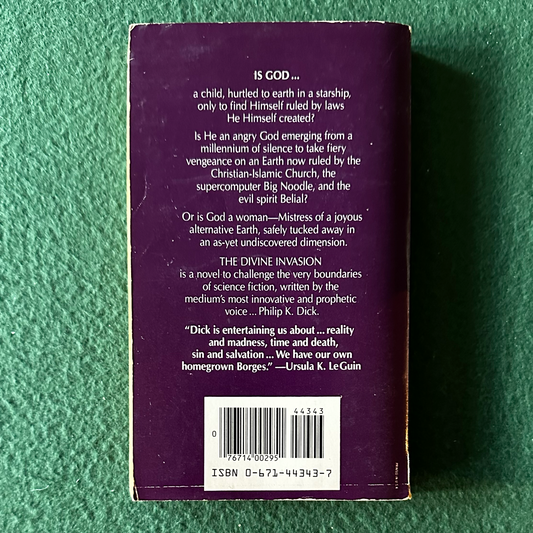 IS GOD ...
a child, hurtled to earth in a starship,
only to find Himself ruled by laws
He Himself created?
Is He an angry God emerging from a
millennium of silence to take fiery
vengeance on an Earth now ruled by the
Christian-Islamic Church, the
supercomputer Big Noodle, and the
evil spirit Belial?
Or is God a woman—Mistress of a joyous
alternative Earth, safely tucked away in
an as-yet undiscovered dimension.
THE DIVINE INVASION
is a novel to challenge the very boundaries
of science fiction, written by the
medium's most innovative and prophetic
voice ... Philip K. Dick.
"Dick is entertaining us about ... reality
and madness, time and death,
sin and salvation ... We have our own
homegrown Borges." —Ursula K. Le Guin
44343
0
76714 00295
ISBN 0-671-44343-7